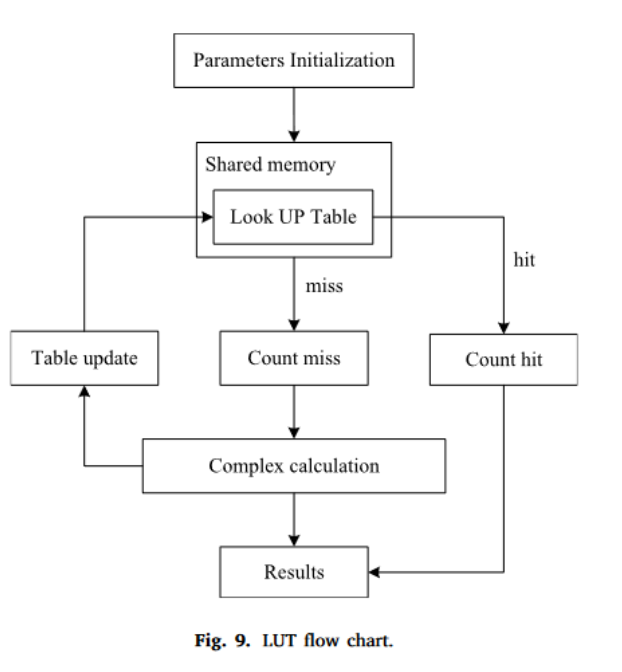 Parameters Initialization
Shared memory
Look UP Table
hit
miss
Table update
Count miss
Count hit
Complex calculation
Results
Fig. 9. LUT flow chart.